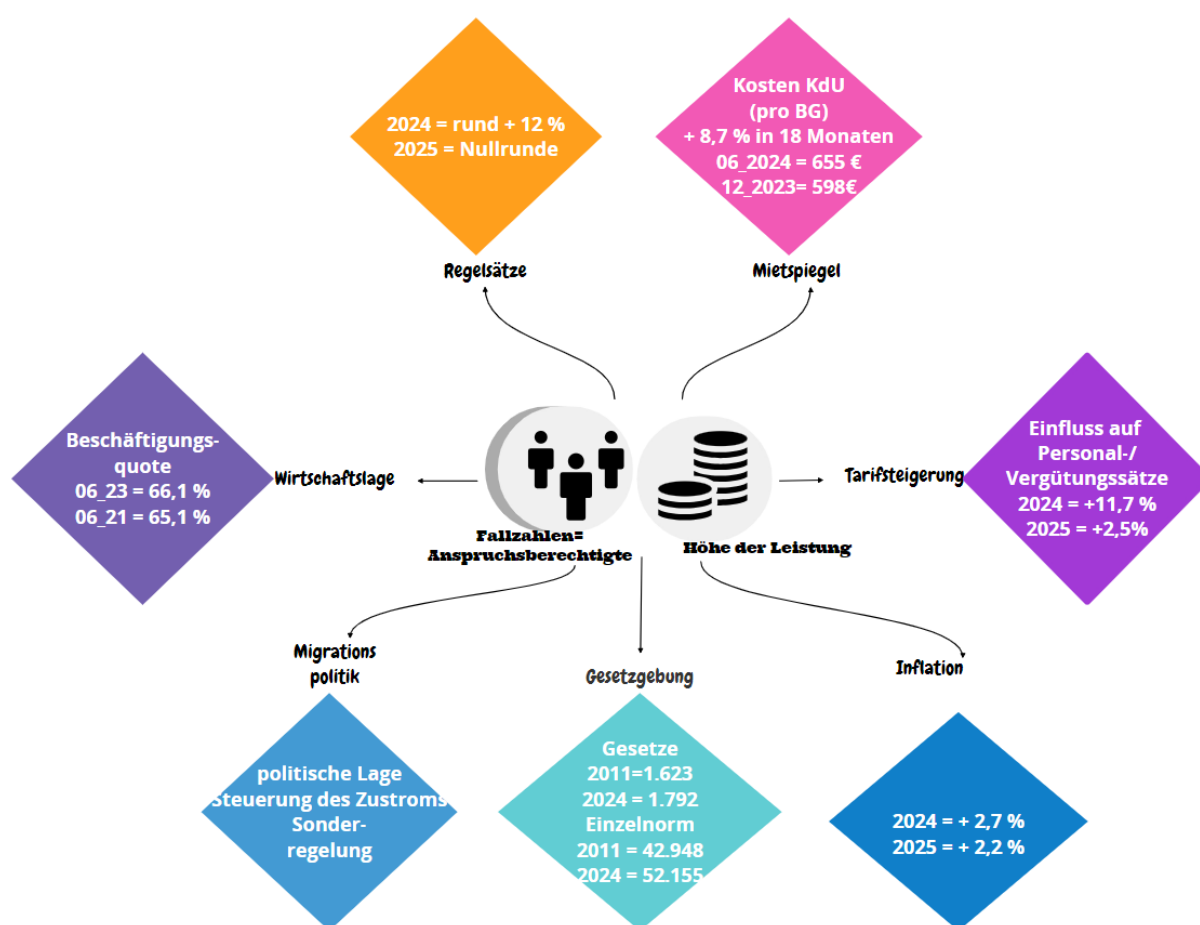 2024 = rund + 12 %
2025 = Nullrunde
Regelsätze
Kosten KdU
(pro BG)
+ 8,7 % in 18 Monaten
06_2024 = 655 €
12_2023= 598€
Mietspiegel
Beschäftigungs-
quote
06_23 = 66,1 %
06_21 = 65,1 %
Wirtschaftslage
Fallzahlen=
Anspruchsberechtigte
Höhe der Leistung
Tarifsteigerung
Einfluss auf
Personal-/
Vergütungssätze
2024 = +11,7 %
2025 = +2,5%
Migrations
politik
politische Lage
Steuerung des Zustroms
Sonder-
regelung
Gesetzgebung
Gesetze
2011=1.623
2024 = 1.792
Einzelnorm
2011 = 42.948
2024 = 52.155
Inflation
2024 = + 2,7 %
2025 = + 2,2 %